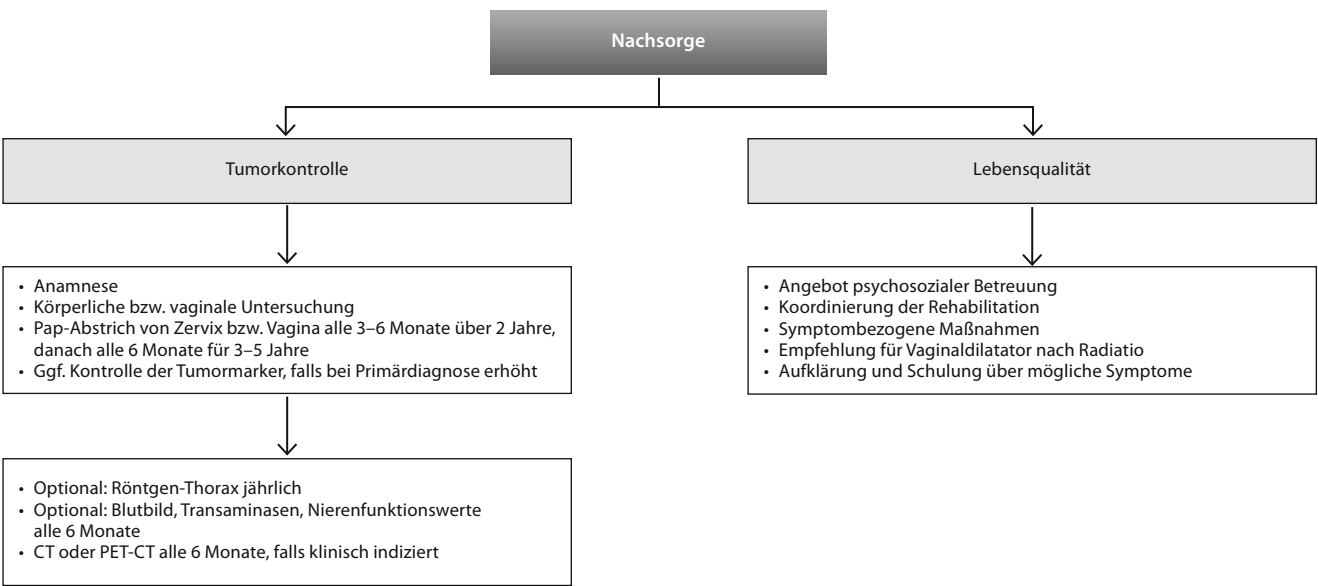 Nachsorge
Tumorkontrolle
• Anamnese
• Körperliche bzw. vaginale Untersuchung
• Pap-Abstrich von Zervix bzw. Vagina alle 3–6 Monate über 2 Jahre,
danach alle 6 Monate für 3–5 Jahre
• Ggf. Kontrolle der Tumormarker, falls bei Primärdiagnose erhöht
• Optional: Röntgen-Thorax jährlich
• Optional: Blutbild, Transaminasen, Nierenfunktionswerte
alle 6 Monate
• CT oder PET-CT alle 6 Monate, falls klinisch indiziert
Lebensqualität
• Angebot psychosozialer Betreuung
• Koordinierung der Rehabilitation
• Symptombezogene Maßnahmen
• Empfehlung für Vaginaldilatator nach Radiatio
• Aufklärung und Schulung über mögliche Symptome